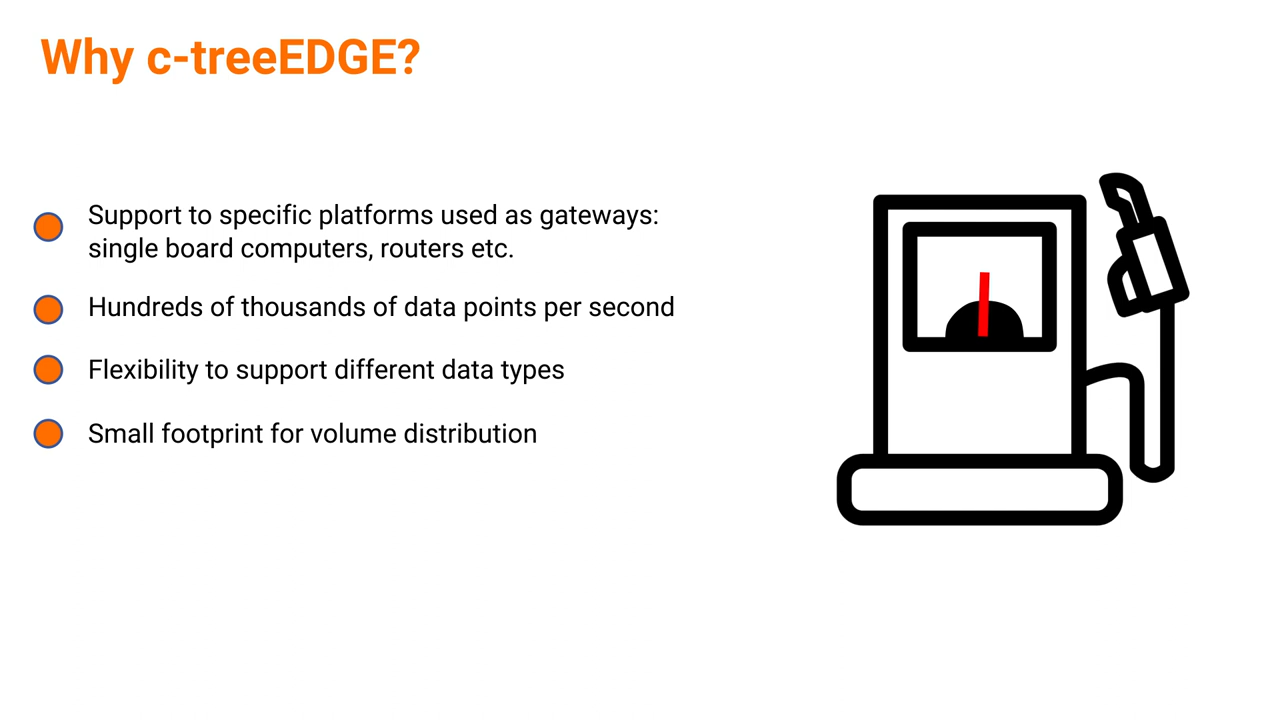 Why c-treeEDGE?
Support to specific platforms used as gateways:
single board computers, routers etc.
Hundreds of thousands of data points per second
Flexibility to support different data types
Small footprint for volume distribution